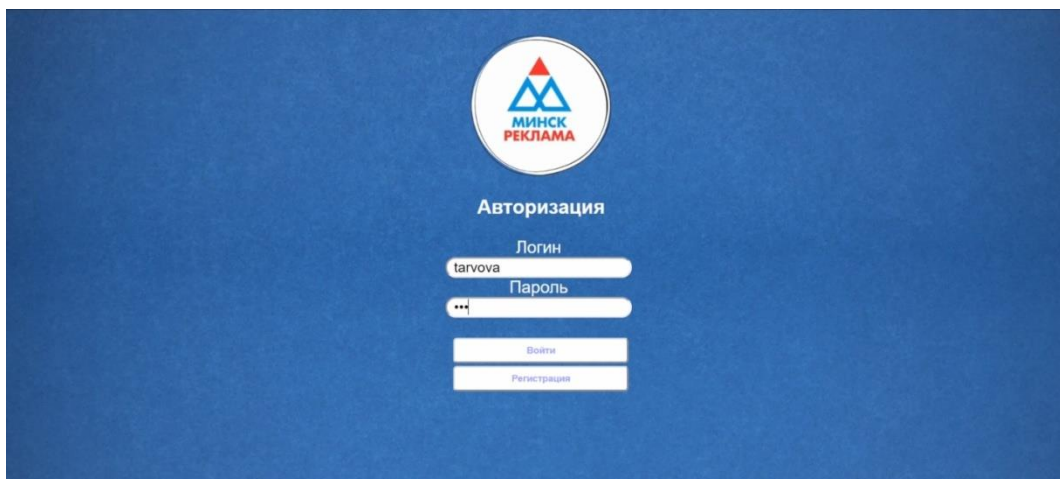 МИНСК
РЕКЛАМА
Авторизация
Логин
tarvova
Пароль
•••
Войти
Регистрация